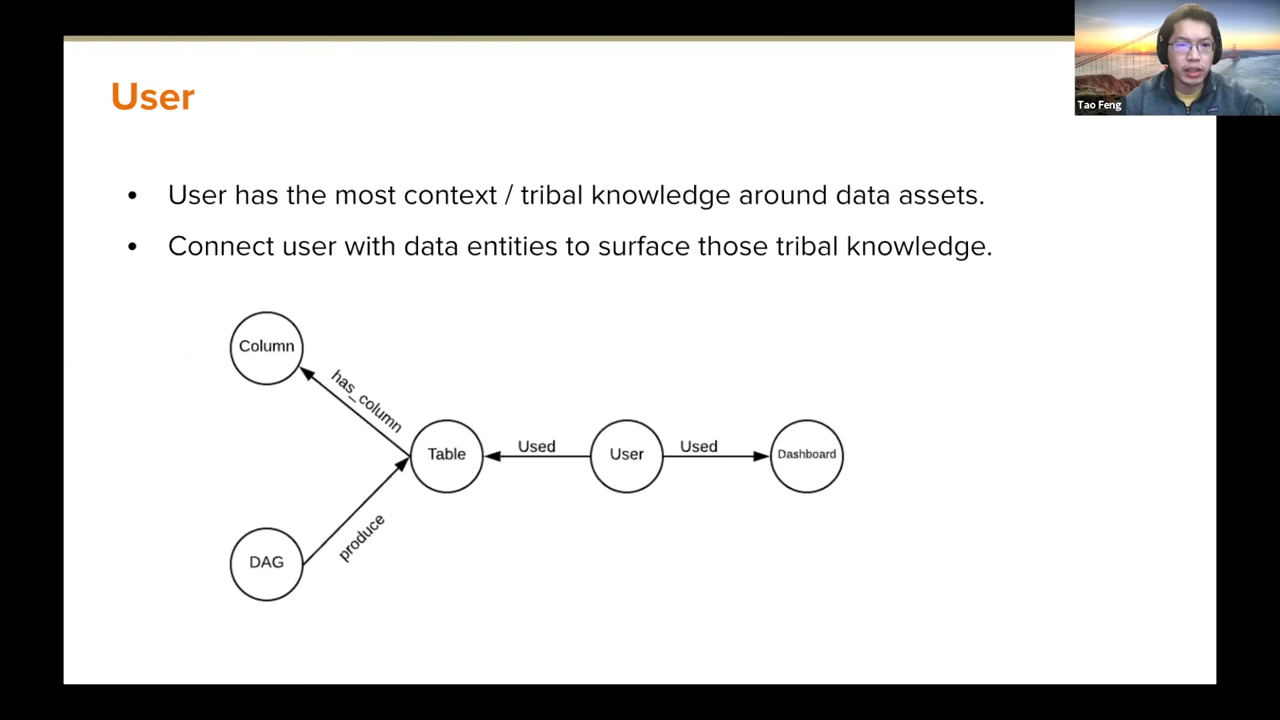 Tao Feng
User
• User has the most context / tribal knowledge around data assets.
• Connect user with data entities to surface those tribal knowledge.
Column
has_column
Table
Used
User
Used
Dashboard
DAG
produce